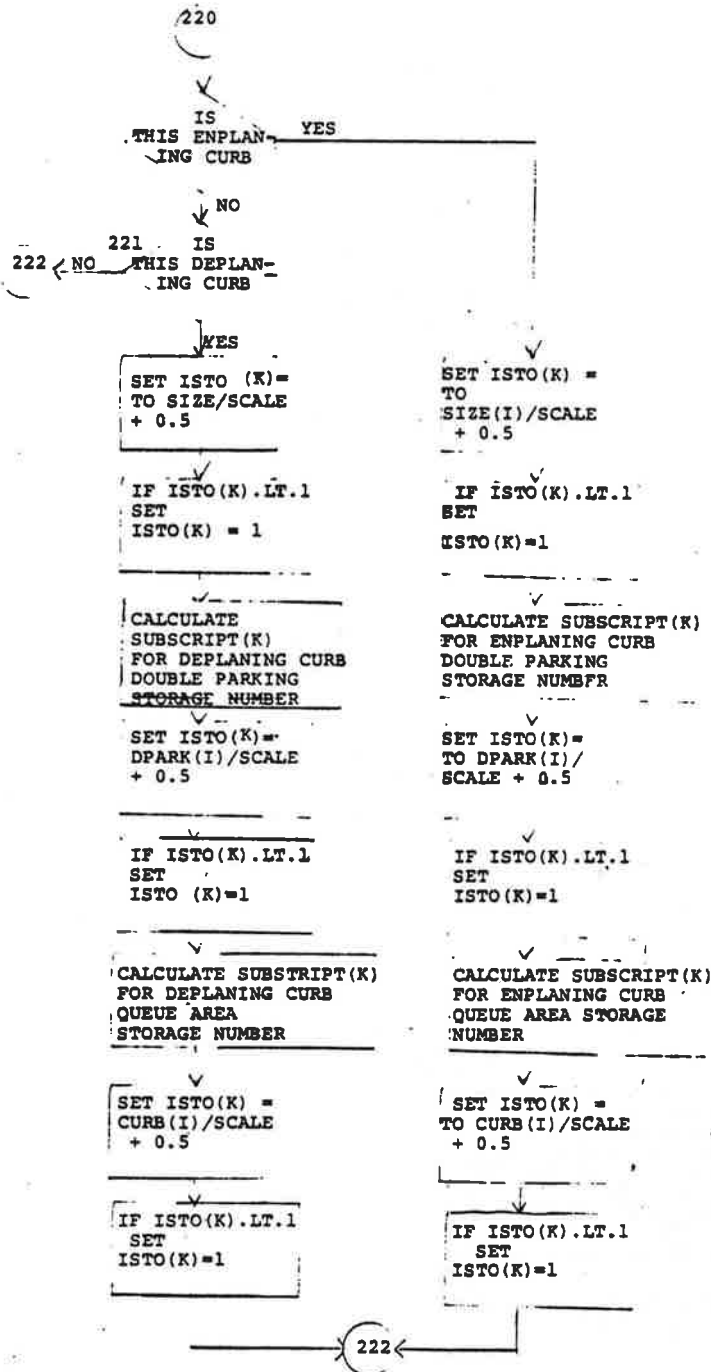 220
IS
THIS ENPLAN-
ING CURB
YES
NO
221
IS
THIS DEPLAN-
ING CURB
NO
222
YES
SET ISTO (K)=
TO SIZE/SCALE
+ 0.5
IF ISTO(K).LT.1
SET
ISTO(K) = 1
CALCULATE
SUBSCRIPT(K)
FOR DEPLANING CURB
DOUBLE PARKING
STORAGE NUMBER
SET ISTO(K)=
DPARK(I)/SCALE
+ 0.5
IF ISTO(K).LT.1
SET
ISTO (K)=1
CALCULATE SUBSTRIPT(K)
FOR DEPLANING CURB
QUEUE AREA
STORAGE NUMBER
SET ISTO(K) =
CURB(I)/SCALE
+ 0.5
IF ISTO(K).LT.1
SET
ISTO(K)=1
SET ISTO(K) =
TO
SIZE(I)/SCALE
+ 0.5
IF ISTO(K).LT.1
SET
ISTO(K)=1
CALCULATE SUBSCRIPT(K)
FOR ENPLANING CURB
DOUBLE PARKING
STORAGE NUMBER
SET ISTO(K)=
TO DPARK(I)/
SCALE + 0.5
IF ISTO(K).LT.1
SET
ISTO(K)=1
CALCULATE SUBSCRIPT(K)
FOR ENPLANING CURB
QUEUE AREA STORAGE
NUMBER
SET ISTO(K) =
TO CURB(I)/SCALE
+ 0.5
IF ISTO(K).LT.1
SET
ISTO(K)=1
222